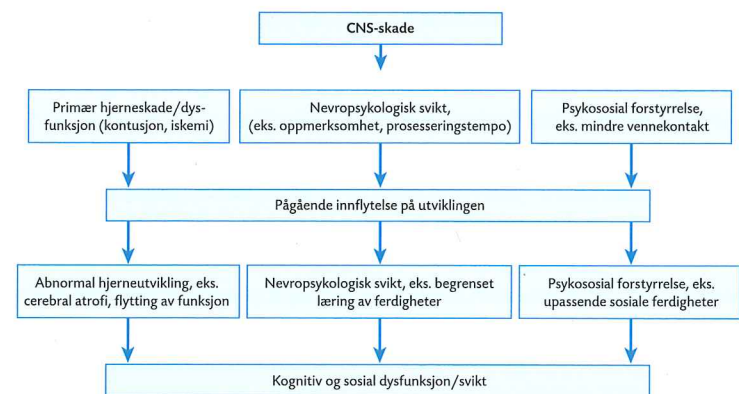 CNS-skade
Primær hjerneskade/dys-
funksjon (kontusjon, iskemi)
Nevropsykologisk svikt,
(eks. oppmerksomhet, prosesseringstempo)
Psykososial forstyrrelse,
eks. mindre vennekontakt
Pågående innflytelse på utviklingen
Abnormal hjerneutvikling, eks.
cerebral atrofi, flytting av funksjon
Nevropsykologisk svikt, eks. begrenset
læring av ferdigheter
Psykososial forstyrrelse, eks.
upassende sosiale ferdigheter
Kognitiv og sosial dysfunksjon/svikt